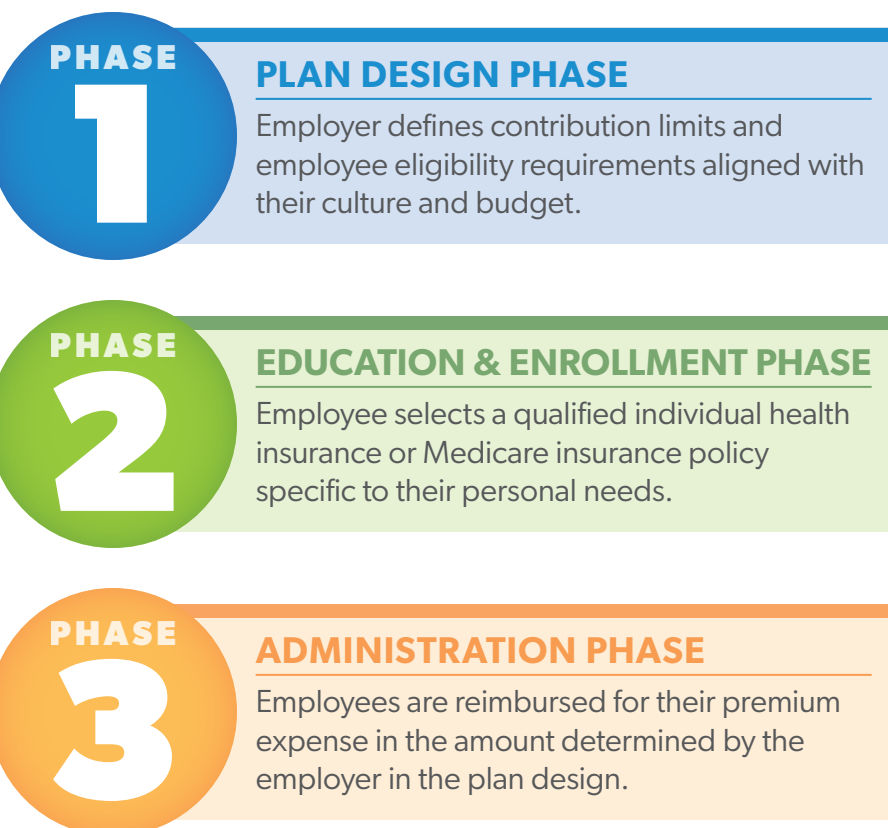 PHASE
1
PLAN DESIGN PHASE
Employer defines contribution limits and
employee eligibility requirements aligned with
their culture and budget.
PHASE
2
EDUCATION & ENROLLMENT PHASE
Employee selects a qualified individual health
insurance or Medicare insurance policy
specific to their personal needs.
PHASE
3
ADMINISTRATION PHASE
Employees are reimbursed for their premium
expense in the amount determined by the
employer in the plan design.